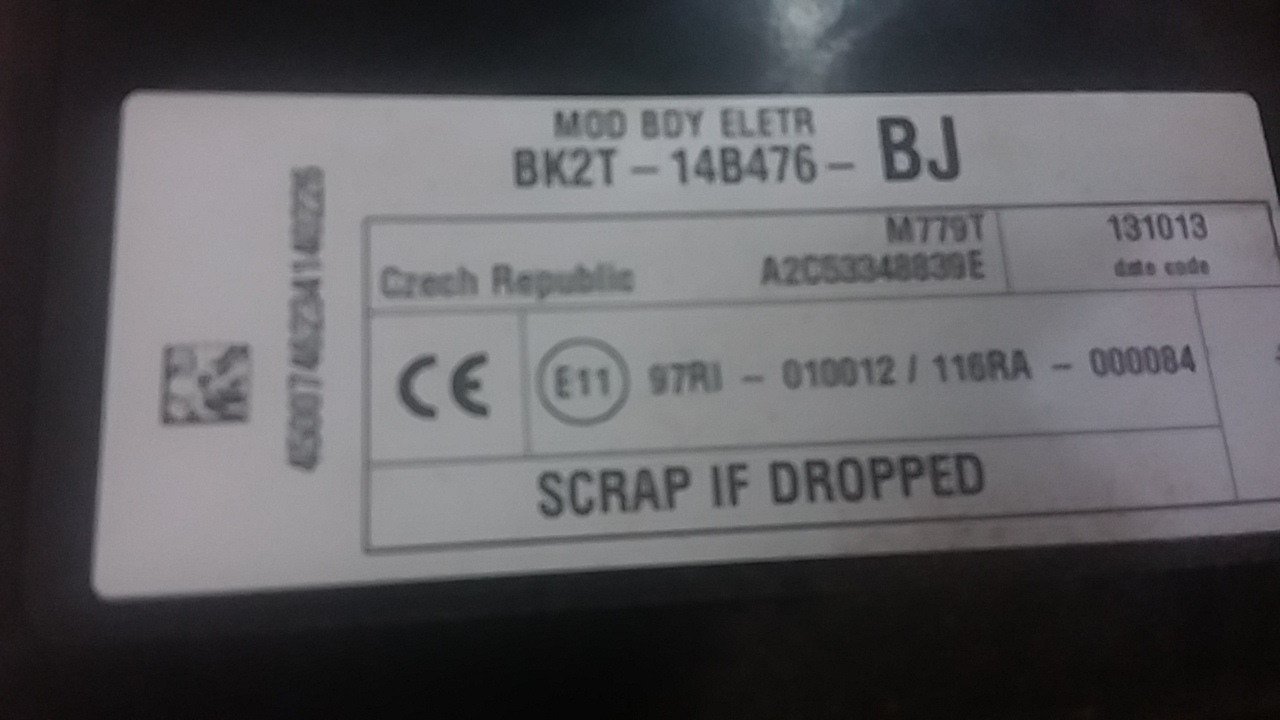 MOD BDY ELETR
BK2T – 14B476 – BJ
M779T
131013
Czech Republic
A2C53348839E
date code
CE
E11
97RI – 010012 / 116RA – 000084
SCRAP IF DROPPED